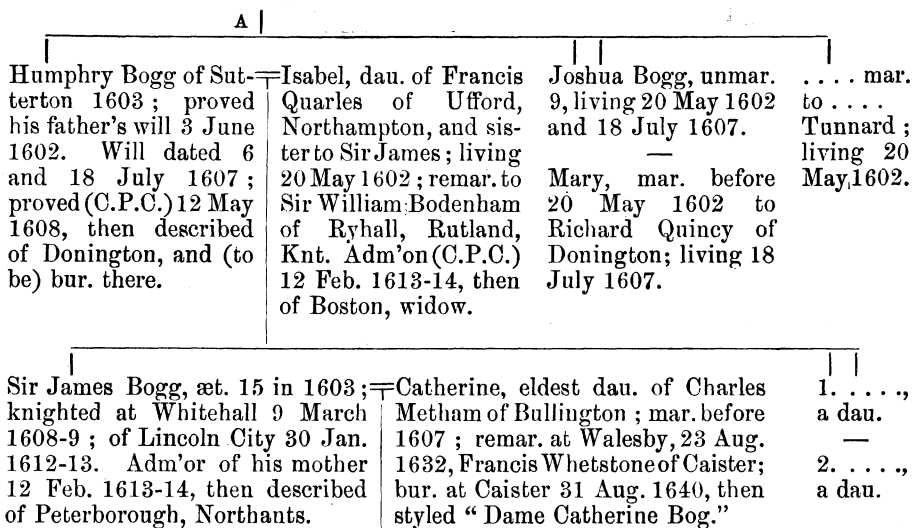 A
Humphry Bogg of Sut-
terton 1603 ; proved
his father's will 3 June
1602. Will dated 6
and 18 July 1607 ;
proved (C.P.C.) 12 May
1608, then described
of Donington, and (to
be) bur. there.
Isabel, dau. of Francis
Quarles of Ufford,
Northampton, and sis-
ter to Sir James ; living
20 May 1602 ; remar. to
Sir William Bodenham
of Ryhall, Rutland,
Knt. Adm'on (C.P.C.)
12 Feb. 1613-14, then
of Boston, widow.
Joshua Bogg, unmar.
9, living 20 May 1602
and 18 July 1607.
—
Mary, mar. before
20 May 1602 to
Richard Quincy of
Donington; living 18
July 1607.
. . . . mar.
to . . . .
Tunnard ;
living 20
May, 1602.
Sir James Bogg, æt. 15 in 1603 ;
knighted at Whitehall 9 March
1608-9 ; of Lincoln City 30 Jan.
1612-13. Adm'or of his mother
12 Feb. 1613-14, then described
of Peterborough, Northants.
Catherine, eldest dau. of Charles
Metham of Bullington ; mar. before
1607 ; remar. at Walesby, 23 Aug.
1632, Francis Whetstone of Caister;
bur. at Caister 31 Aug. 1640, then
styled “ Dame Catherine Bog.”
1. . . . .,
a dau.
—
2. . . . .,
a dau.